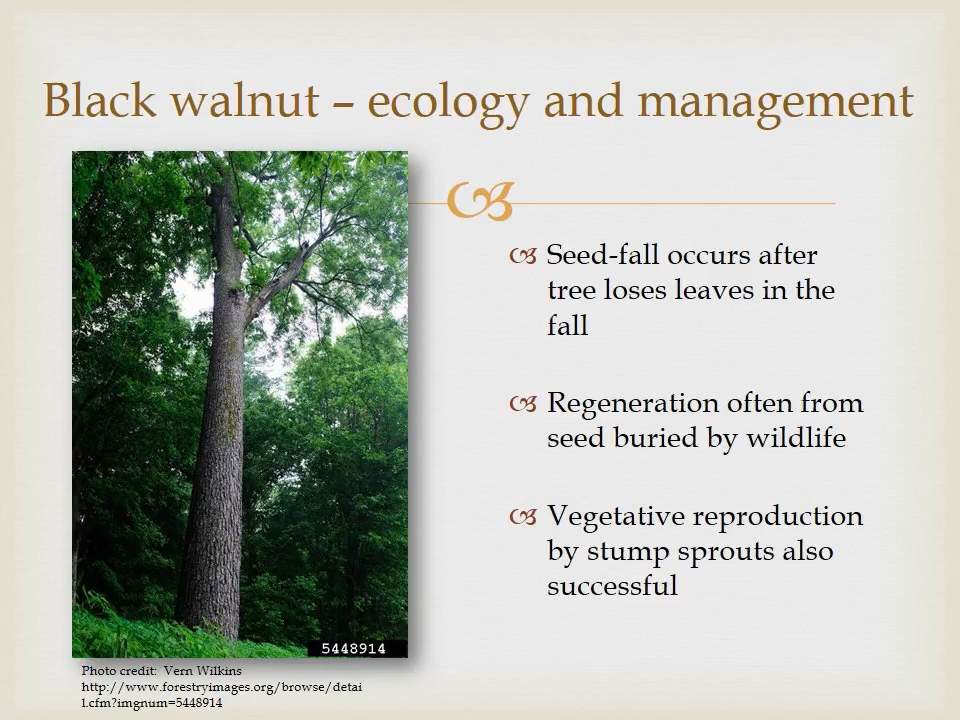 Black walnut – ecology and management
Seed-fall occurs after
tree loses leaves in the
fall
Regeneration often from
seed buried by wildlife
Vegetative reproduction
by stump sprouts also
successful
5448914
Photo credit:  Vern Wilkins
http://www.forestryimages.org/browse/detai
l.cfm?imgnum=5448914